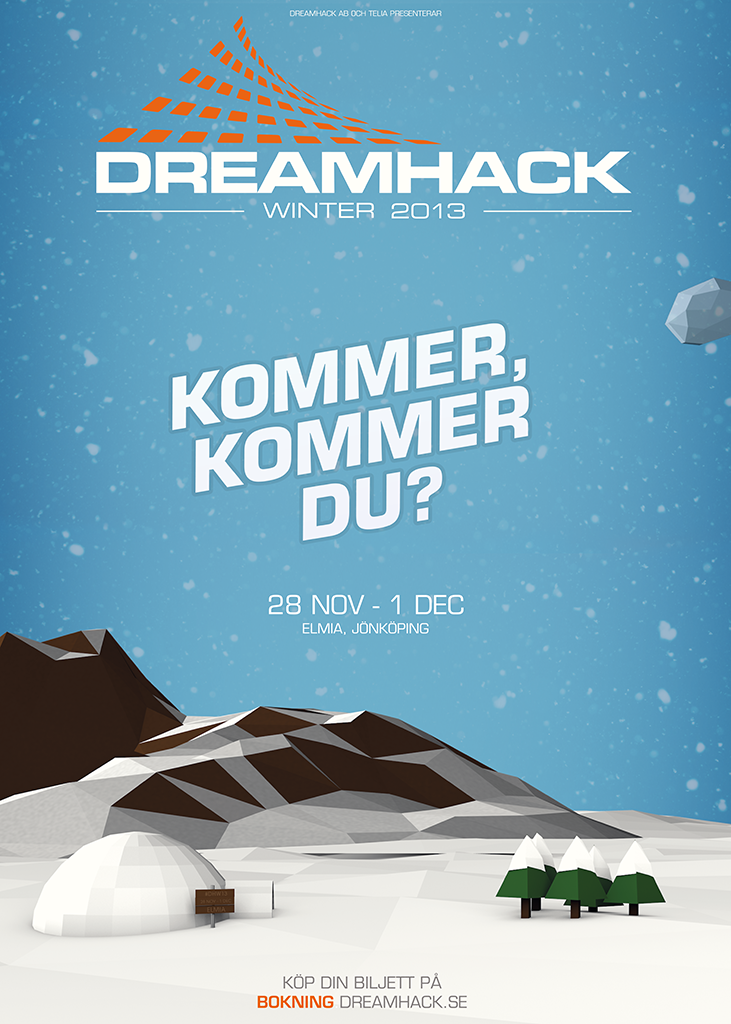 DREAMHACK AB OCH TELIA PRESENTERAR
DREAMHACK
WINTER 2013
KOMMER,
KOMMER
DU?
28 NOV - 1 DEC
ELMIA, JÖNKÖPING
ELMIA
KÖP DIN BILJETT PÅ
BOKNING DREAMHACK.SE